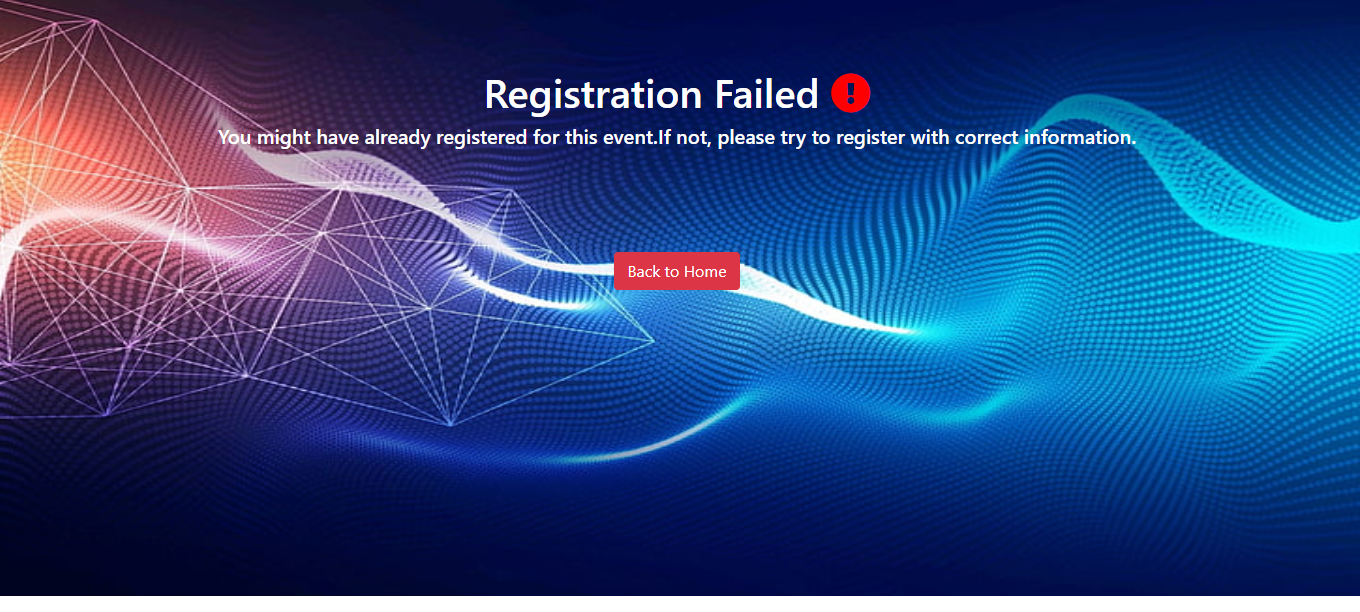 Registration Failed
You might have already registered for this event.If not, please try to register with correct information.
Back to Home